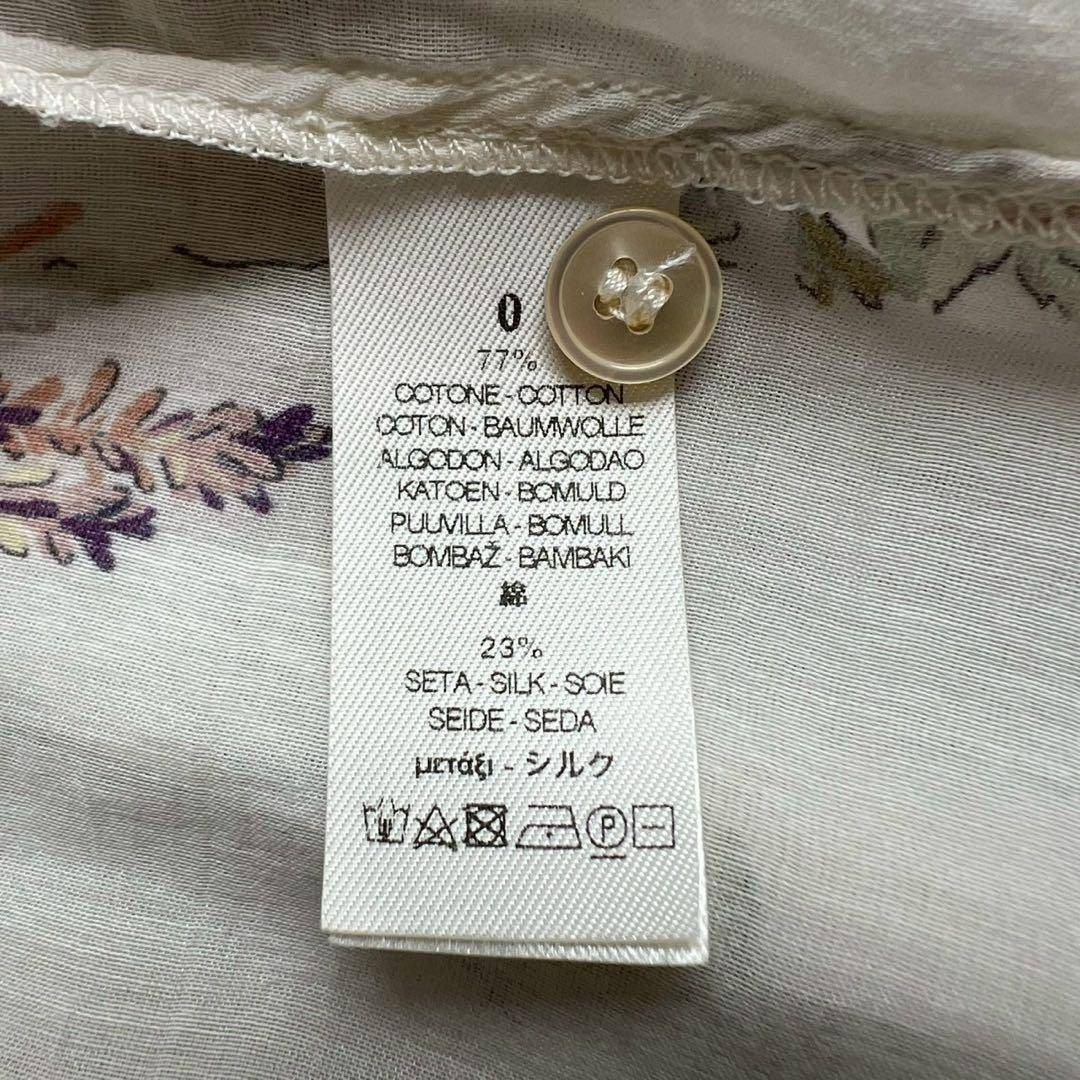 0
77%
COTONE - COTTON
COTON - BAUMWOLLE
ALGODON - ALGODAO
KATOEN - BOMULD
PUUVILLA - BOMULL
BOMBAŽ - BAMBAKI
綿
23%
SETA - SILK - SOIE
SEIDE - SEDA
μετάξι - シルク
P